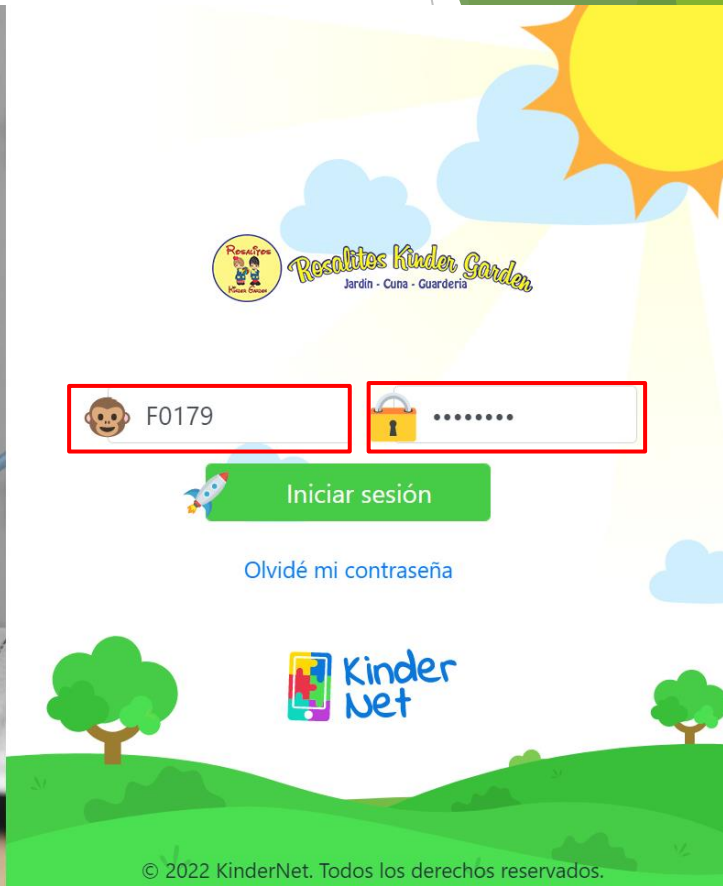 Rosalitos
Kinder Garden
Rosalitos Kinder Garden
Jardín - Cuna - Guardería
F0179
••••••••
Iniciar sesión
Olvidé mi contraseña
Kinder
Net
© 2022 KinderNet. Todos los derechos reservados.